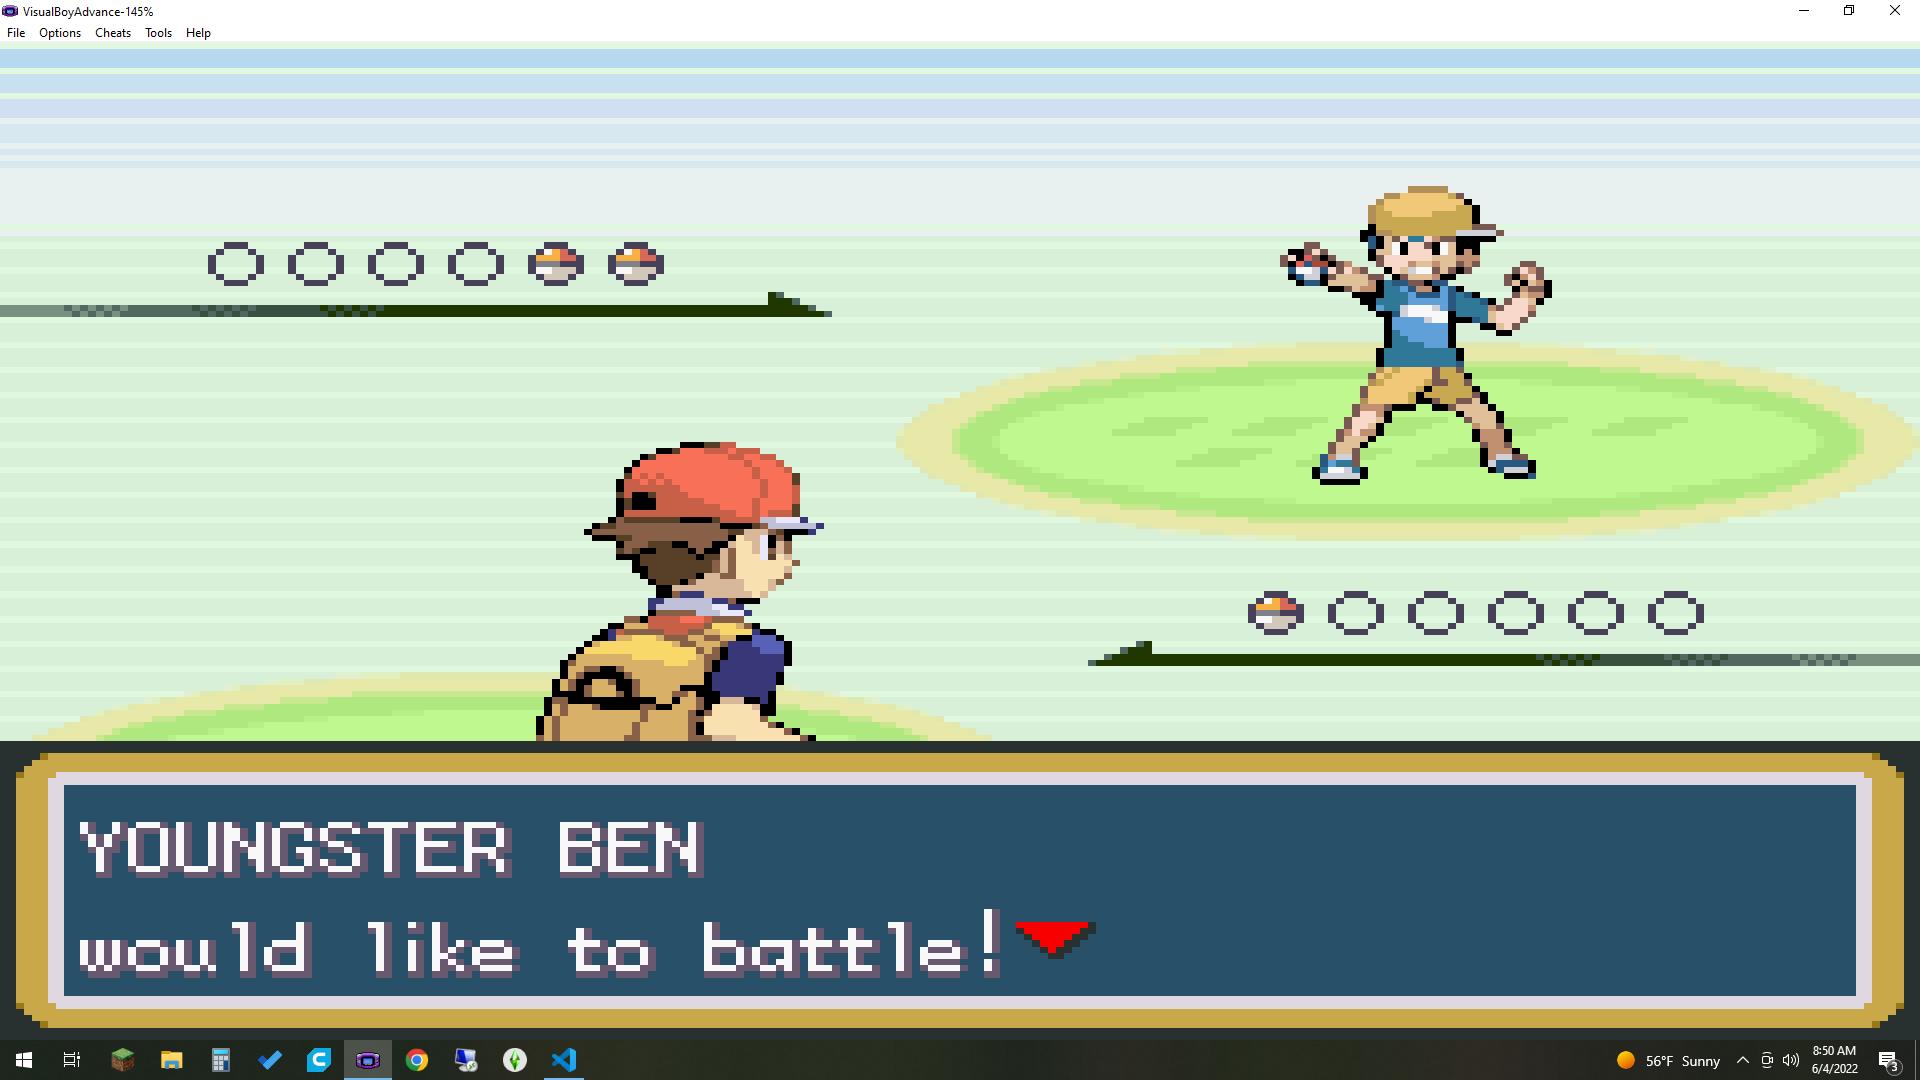 VisualBoyAdvance-145%
File Options Cheats Tools Help
YOUNGSTER BEN
would like to battle!
56°F Sunny
8:50 AM
6/4/2022
3